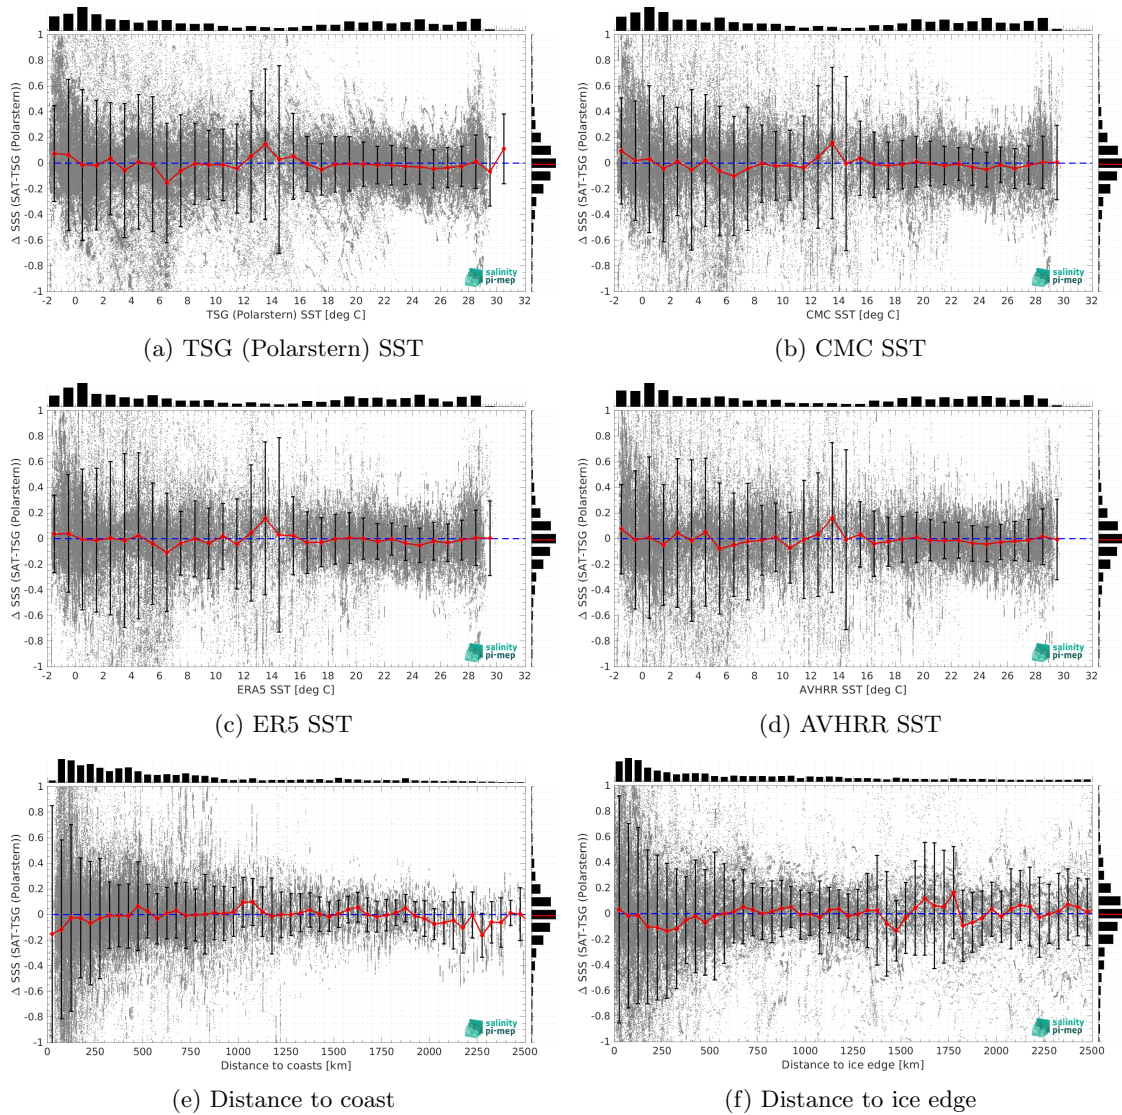 1
0.8
0.6
0.4
0.2
0
-0.2
-0.4
-0.6
-0.8
-1
Δ SSS (SAT-TSG (Polarstern))
salinity
pi-mep
-2 0 2 4 6 8 10 12 14 16 18 20 22 24 26 28 30 32
TSG (Polarstern) SST [deg C]
(a) TSG (Polarstern) SST
1
0.8
0.6
0.4
0.2
0
-0.2
-0.4
-0.6
-0.8
-1
Δ SSS (SAT-TSG (Polarstern))
salinity
pi-mep
-2 0 2 4 6 8 10 12 14 16 18 20 22 24 26 28 30 32
CMC SST [deg C]
(b) CMC SST
1
0.8
0.6
0.4
0.2
0
-0.2
-0.4
-0.6
-0.8
-1
Δ SSS (SAT-TSG (Polarstern))
salinity
pi-mep
-2 0 2 4 6 8 10 12 14 16 18 20 22 24 26 28 30 32
ERA5 SST [deg C]
(c) ER5 SST
1
0.8
0.6
0.4
0.2
0
-0.2
-0.4
-0.6
-0.8
-1
Δ SSS (SAT-TSG (Polarstern))
salinity
pi-mep
-2 0 2 4 6 8 10 12 14 16 18 20 22 24 26 28 30 32
AVHRR SST [deg C]
(d) AVHRR SST
1
0.8
0.6
0.4
0.2
0
-0.2
-0.4
-0.6
-0.8
-1
Δ SSS (SAT-TSG (Polarstern))
salinity
pi-mep
0 250 500 750 1000 1250 1500 1750 2000 2250 2500
Distance to coasts [km]
(e) Distance to coast
1
0.8
0.6
0.4
0.2
0
-0.2
-0.4
-0.6
-0.8
-1
Δ SSS (SAT-TSG (Polarstern))
salinity
pi-mep
0 250 500 750 1000 1250 1500 1750 2000 2250 2500
Distance to ice edge [km]
(f) Distance to ice edge